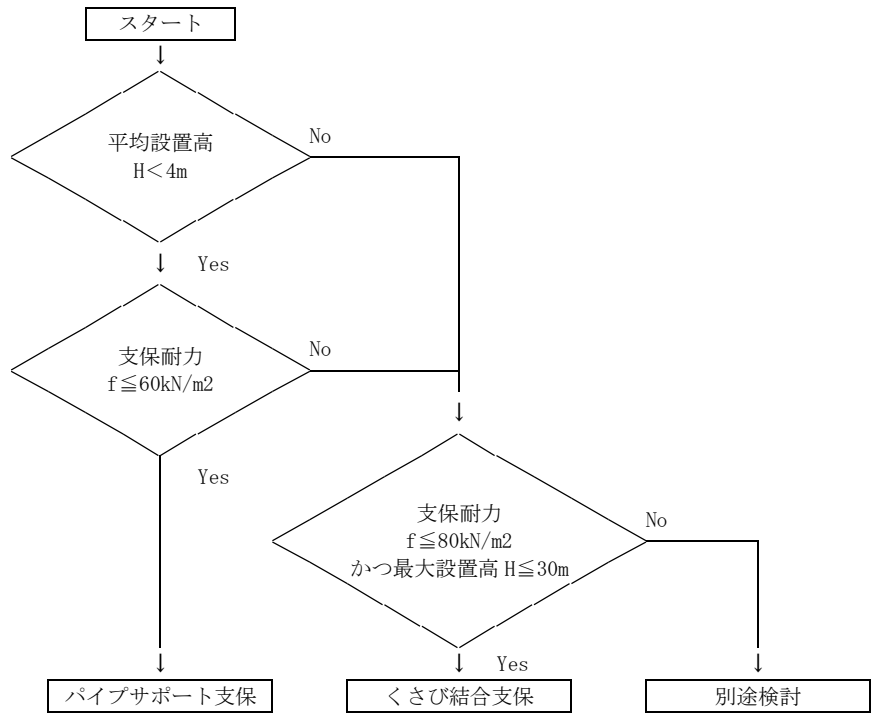 スタート
↓
平均設置高
H＜4m
No
↓
Yes
支保耐力
f≦60kN/m2
No
↓
Yes
支保耐力
f≦80kN/m2
かつ最大設置高 H≦30m
No
↓
↓
Yes
↓
パイプサポート支保
くさび結合支保
別途検討